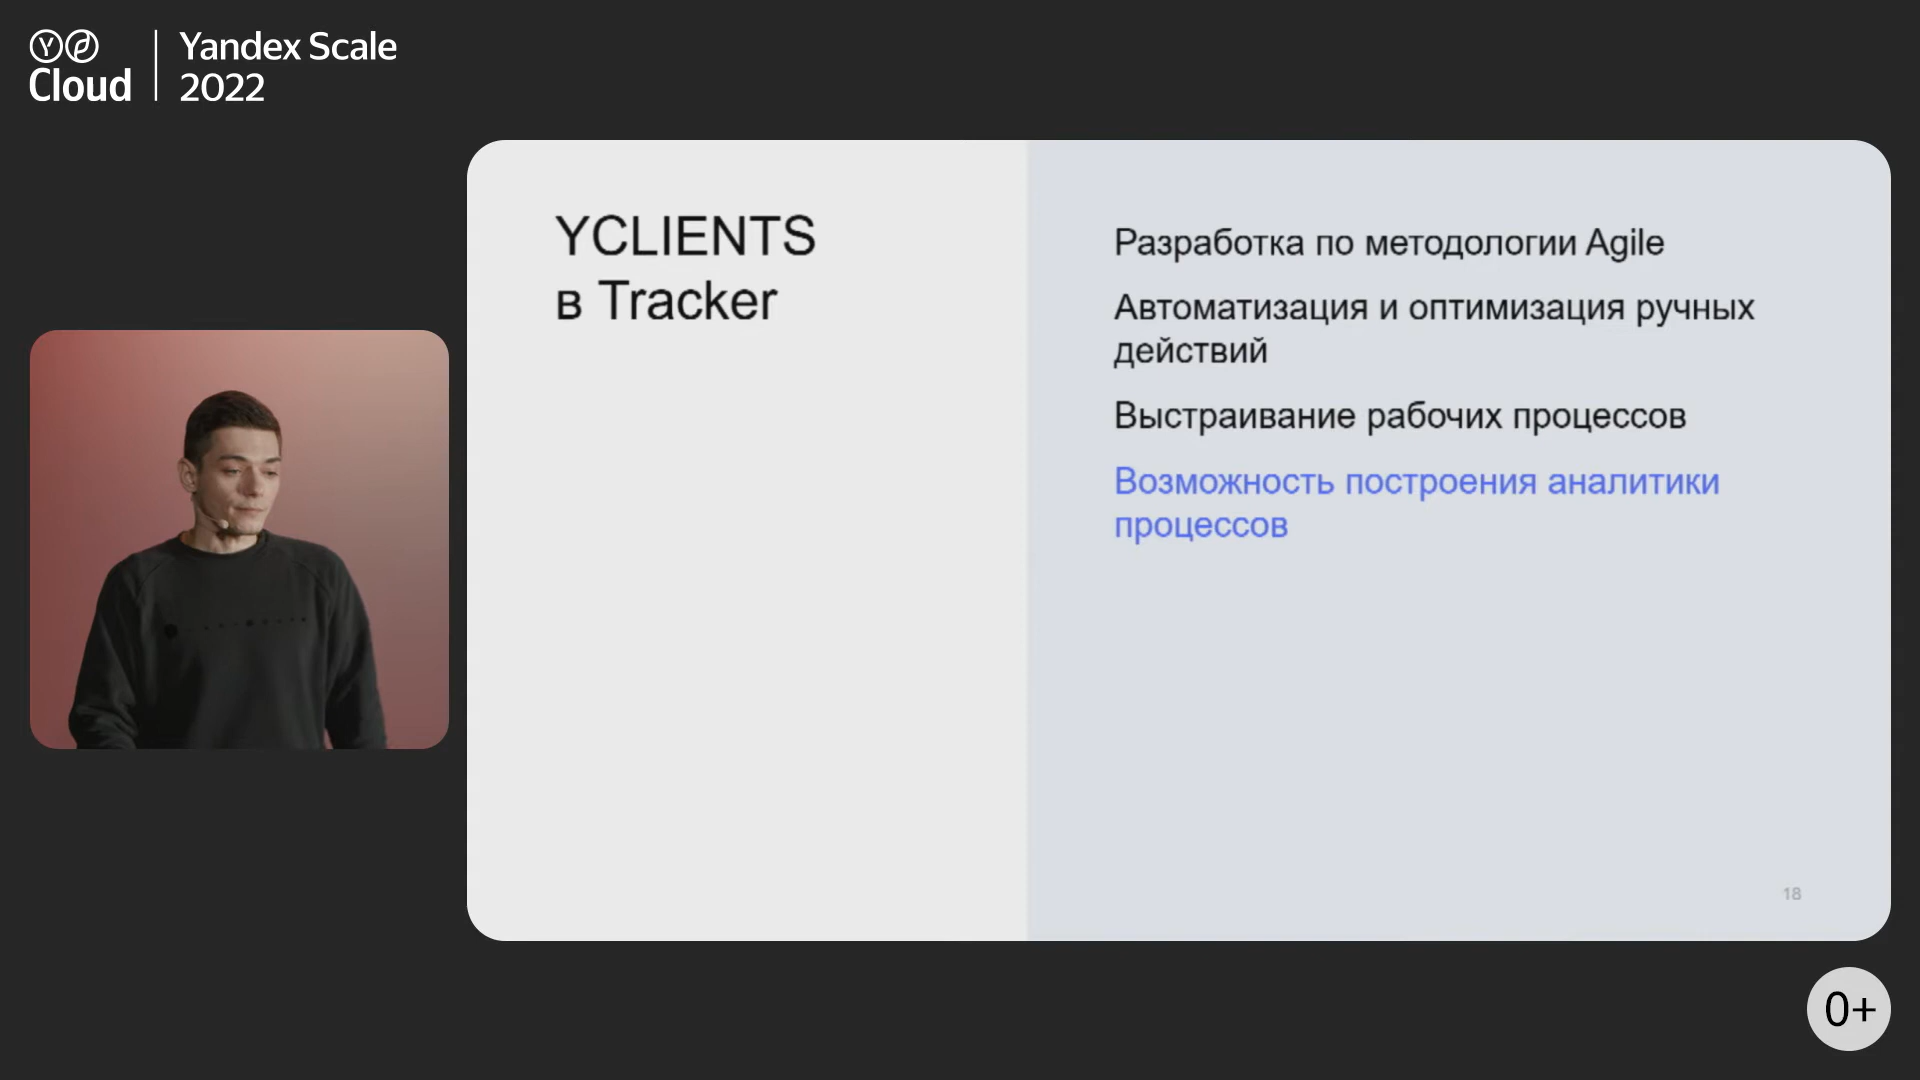 Cloud
Yandex Scale
2022
YCLIENTS
в Tracker
Разработка по методологии Agile
Автоматизация и оптимизация ручных
действий
Выстраивание рабочих процессов
Возможность построения аналитики
процессов
18
0+